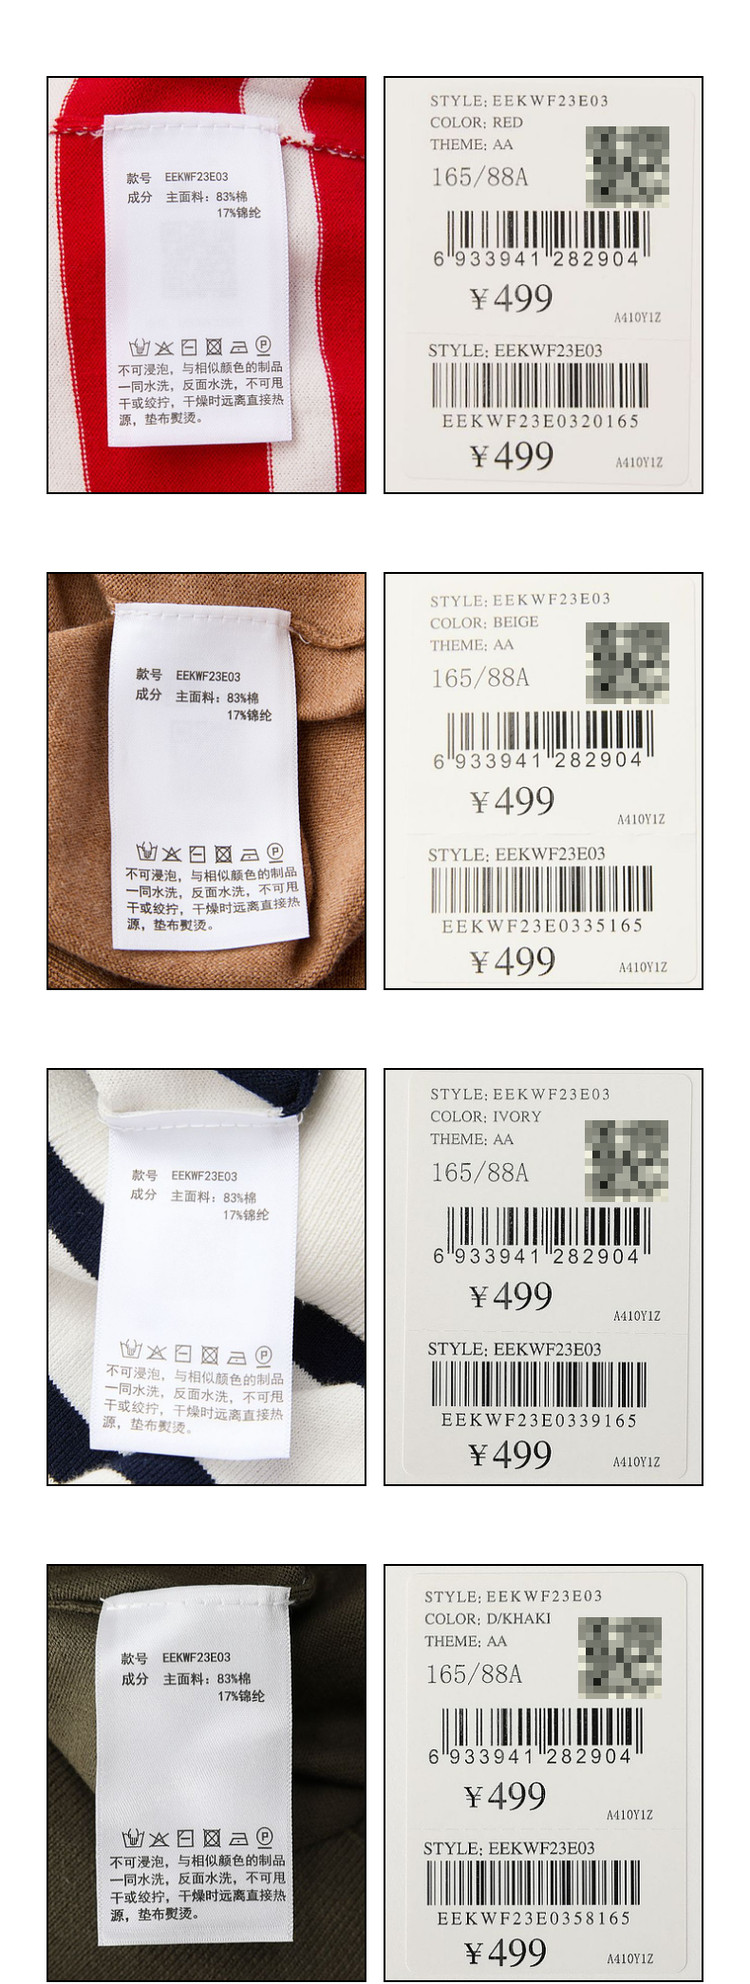 款号 EEKWF23E03
成分 主面料：83%棉
17%锦纶
不可浸泡，与相似颜色的制品
一同水洗，反面水洗，不可甩
干或绞拧，干燥时远离直接热
源，垫布熨烫。
STYLE: EEKWF23E03
COLOR: RED
THEME: AA
165/88A
6 933941 282904
¥499
A410Y1Z
STYLE: EEKWF23E03
EEKWF23E0320165
¥499
A410Y1Z
款号 EEKWF23E03
成分 主面料：83%棉
17%锦纶
不可浸泡，与相似颜色的制品
一同水洗，反面水洗，不可甩
干或绞拧，干燥时远离直接热
源，垫布熨烫。
STYLE: EEKWF23E03
COLOR: BEIGE
THEME: AA
165/88A
6 933941 282904
¥499
A410Y1Z
STYLE: EEKWF23E03
EEKWF23E0335165
¥499
A410Y1Z
款号 EEKWF23E03
成分 主面料：83%棉
17%锦纶
不可浸泡，与相似颜色的制品
一同水洗，反面水洗，不可甩
干或绞拧，干燥时远离直接热
源，垫布熨烫。
STYLE: EEKWF23E03
COLOR: IVORY
THEME: AA
165/88A
6 933941 282904
¥499
A410Y1Z
STYLE: EEKWF23E03
EEKWF23E0339165
¥499
A410Y1Z
款号 EEKWF23E03
成分 主面料：83%棉
17%锦纶
不可浸泡，与相似颜色的制品
一同水洗，反面水洗，不可甩
干或绞拧，干燥时远离直接热
源，垫布熨烫。
STYLE: EEKWF23E03
COLOR: D/KHAKI
THEME: AA
165/88A
6 933941 282904
¥499
A410Y1Z
STYLE: EEKWF23E03
EEKWF23E0358165
¥499
A410Y1Z